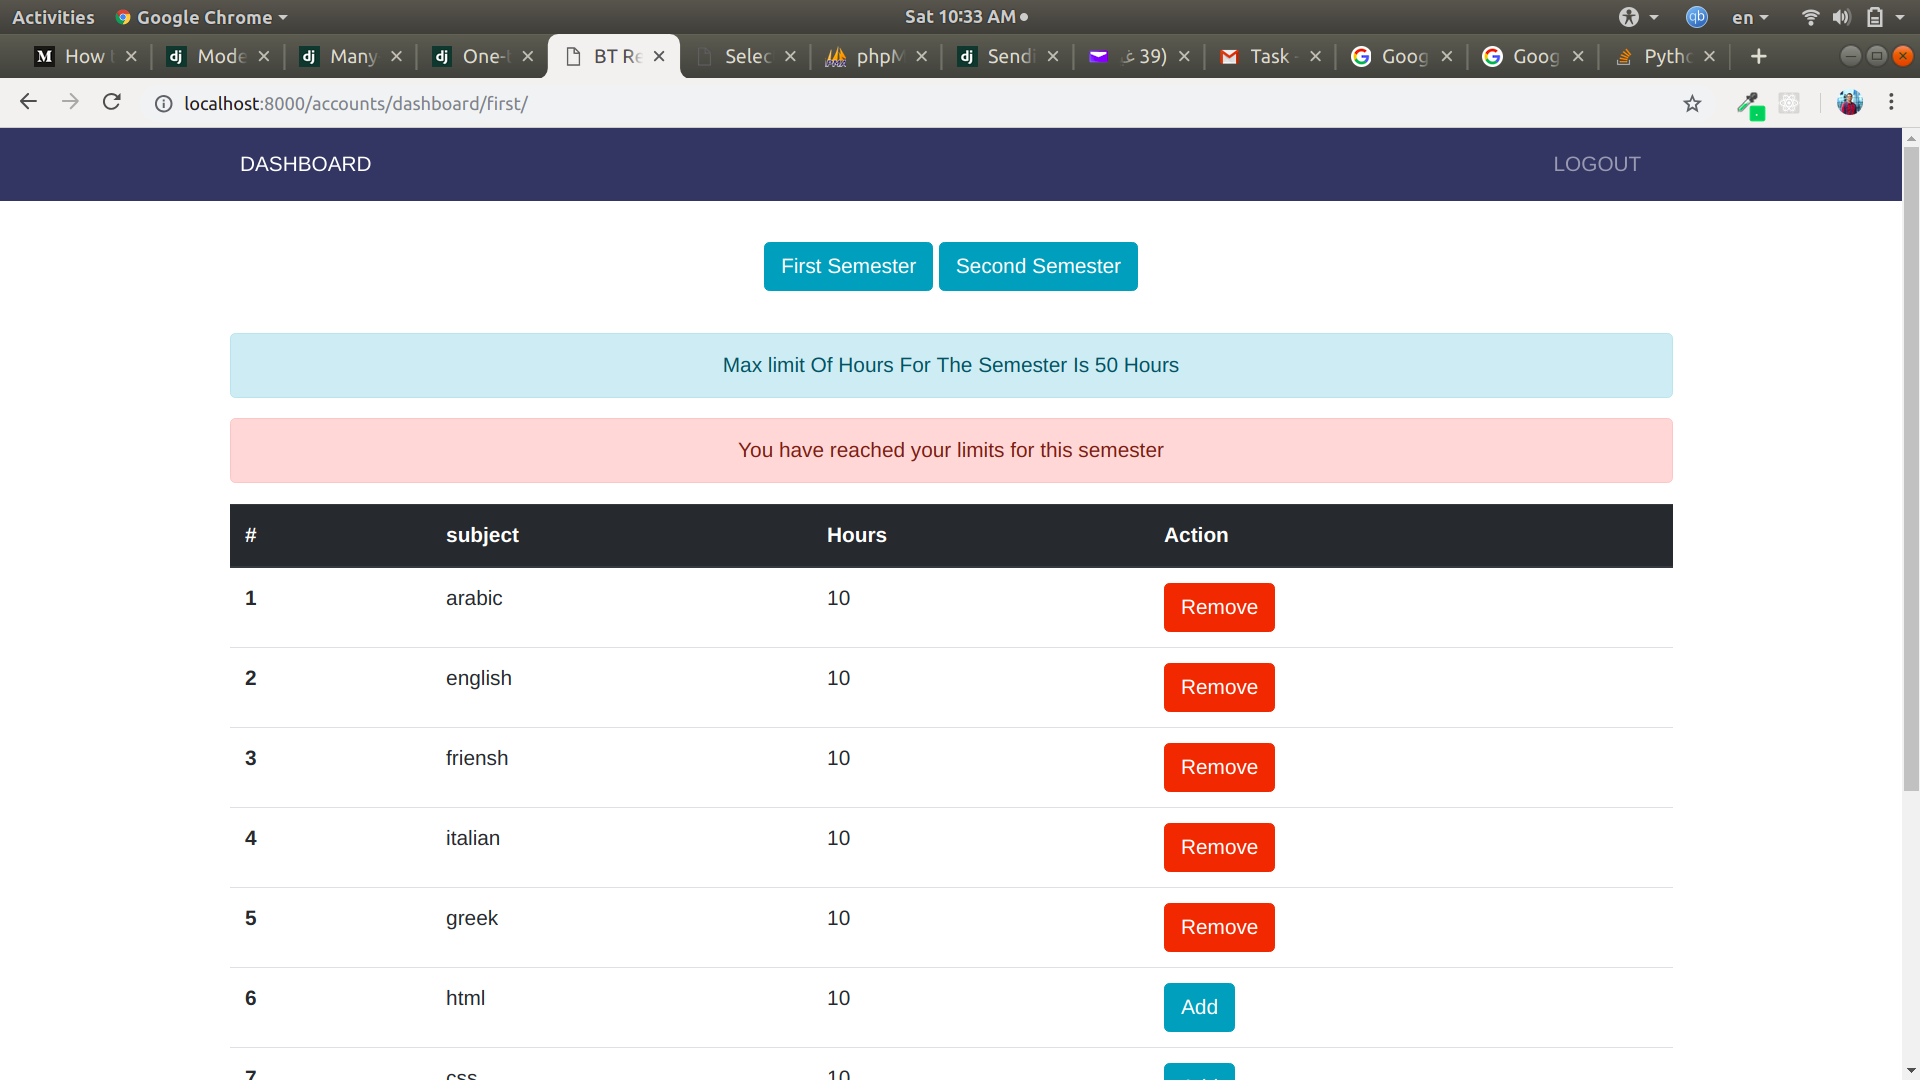 Activities Google Chrome Sat 10:33 AM en
How Mode Many One- BT Re Selec phpM Sendi (39 غ Task - Goog Goog Pytho
localhost:8000/accounts/dashboard/first/
DASHBOARD LOGOUT
First Semester Second Semester
Max limit Of Hours For The Semester Is 50 Hours
You have reached your limits for this semester
# subject Hours Action
1 arabic 10 Remove
2 english 10 Remove
3 friensh 10 Remove
4 italian 10 Remove
5 greek 10 Remove
6 html 10 Add
7 css 10